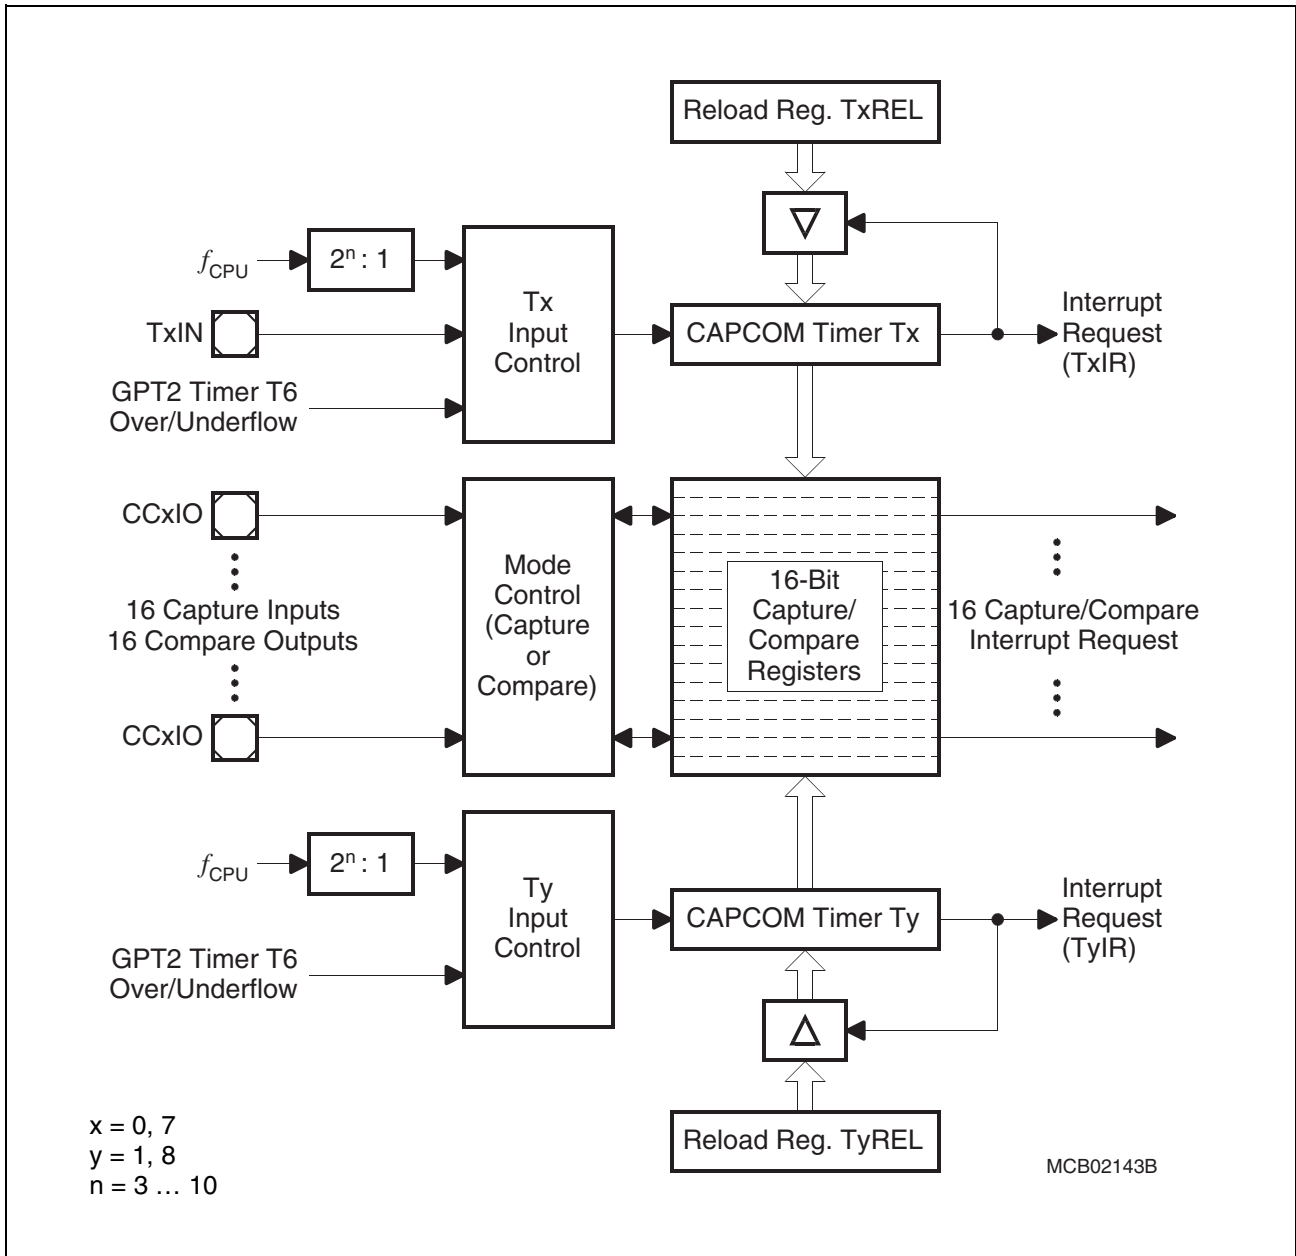 Reload Reg. TxREL
fCPU
2ⁿ : 1
TxIN
GPT2 Timer T6
Over/Underflow
Tx
Input
Control
CAPCOM Timer Tx
Interrupt
Request
(TxIR)
CCxIO
16 Capture Inputs
16 Compare Outputs
CCxIO
Mode
Control
(Capture
or
Compare)
16-Bit
Capture/
Compare
Registers
16 Capture/Compare
Interrupt Request
fCPU
2ⁿ : 1
GPT2 Timer T6
Over/Underflow
Ty
Input
Control
CAPCOM Timer Ty
Interrupt
Request
(TyIR)
Reload Reg. TyREL
x = 0, 7
y = 1, 8
n = 3 … 10
MCB02143B